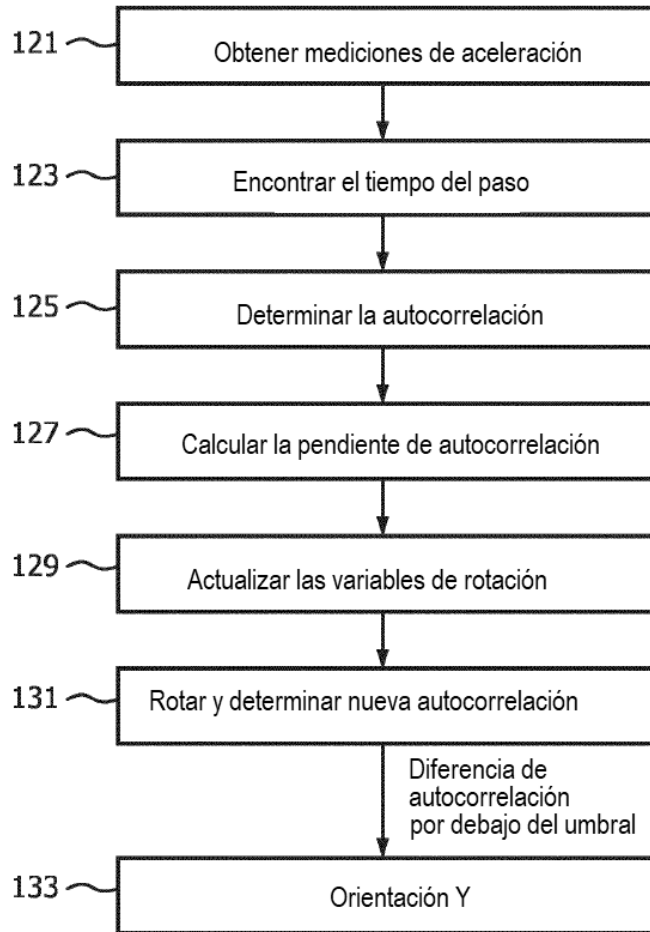 121 Obtener mediciones de aceleración
123 Encontrar el tiempo del paso
125 Determinar la autocorrelación
127 Calcular la pendiente de autocorrelación
129 Actualizar las variables de rotación
131 Rotar y determinar nueva autocorrelación
Diferencia de
autocorrelación
por debajo del umbral
133 Orientación Y